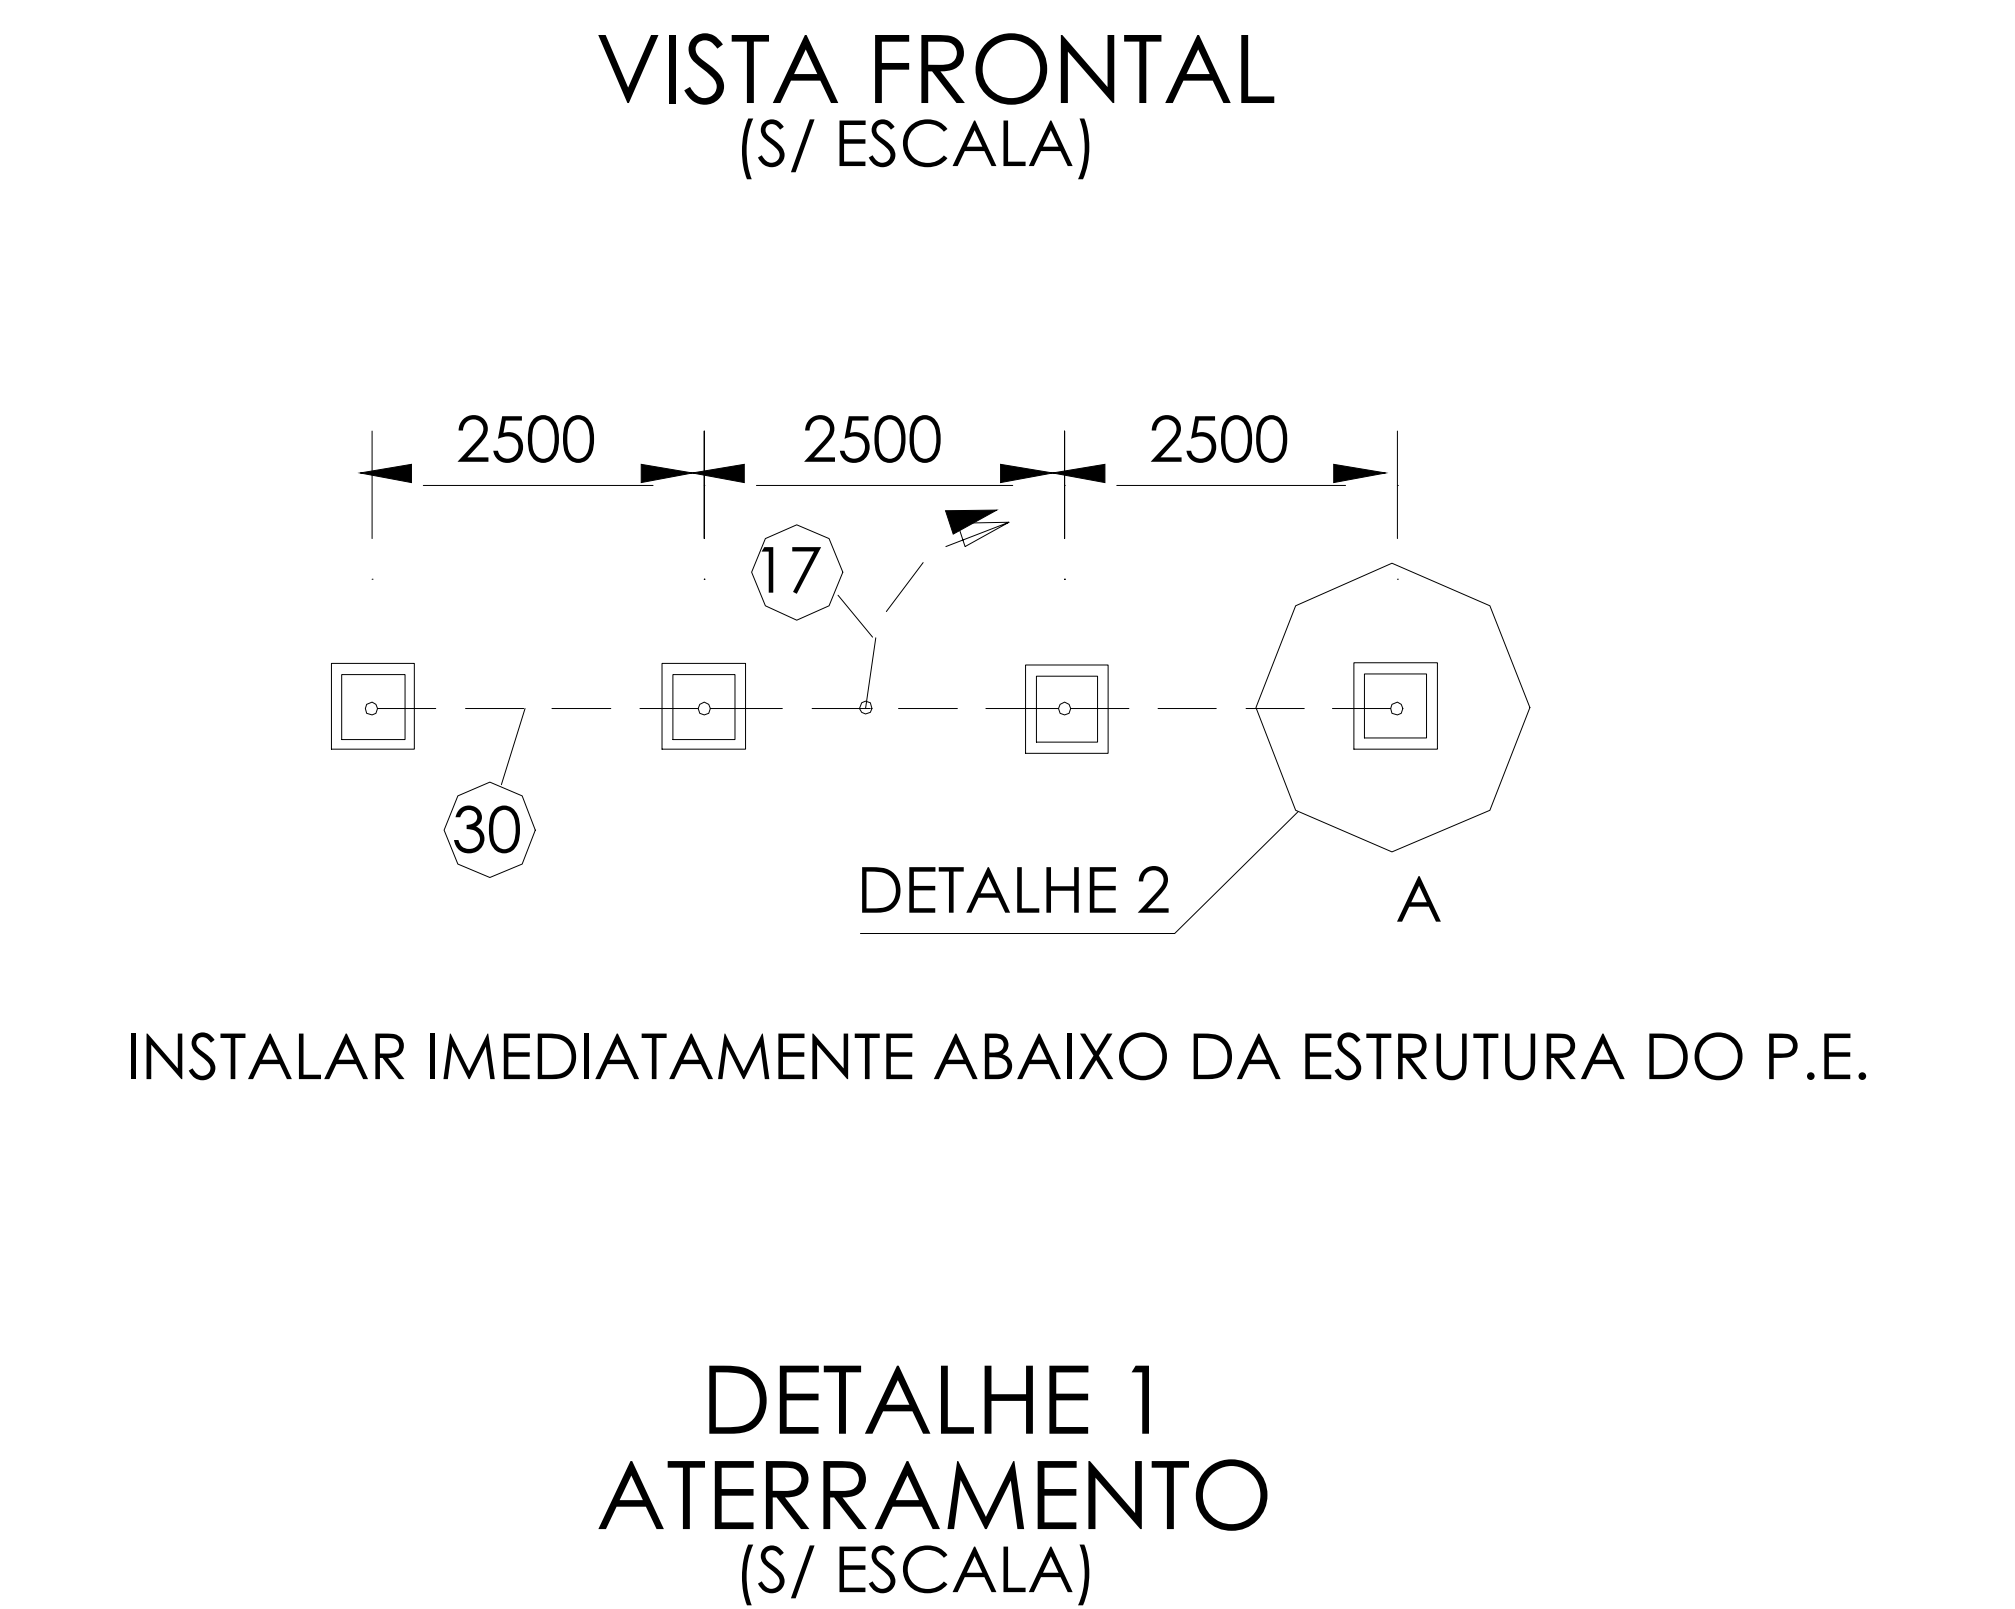 VISTA FRONTAL
(S/ ESCALA)
2500 2500 2500
17
30
DETALHE 2
A
INSTALAR IMEDIATAMENTE ABAIXO DA ESTRUTURA DO P.E.
DETALHE 1
ATERRAMENTO
(S/ ESCALA)